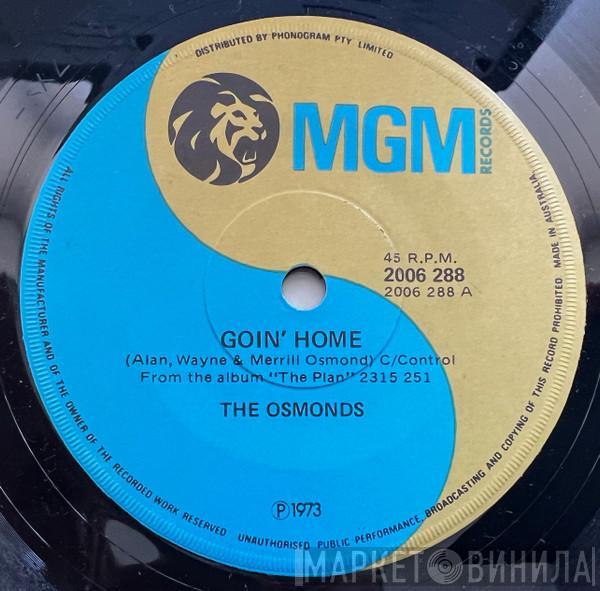 DISTRIBUTED BY PHONOGRAM PTY. LIMITED
MGM
RECORDS
45 R.P.M.
2006 288
2006 288 A
GOIN' HOME
(Alan, Wayne & Merrill Osmond) C/Control
From the album "The Plan" 2315 251
THE OSMONDS
Ⓟ 1973
ALL RIGHTS OF THE MANUFACTURER AND OF THE OWNER OF THE RECORDED WORK RESERVED
UNAUTHORISED PUBLIC PERFORMANCE, BROADCASTING AND COPYING OF THIS RECORD PROHIBITED
MADE IN AUSTRALIA
МАРКЕТ ВИНИЛА